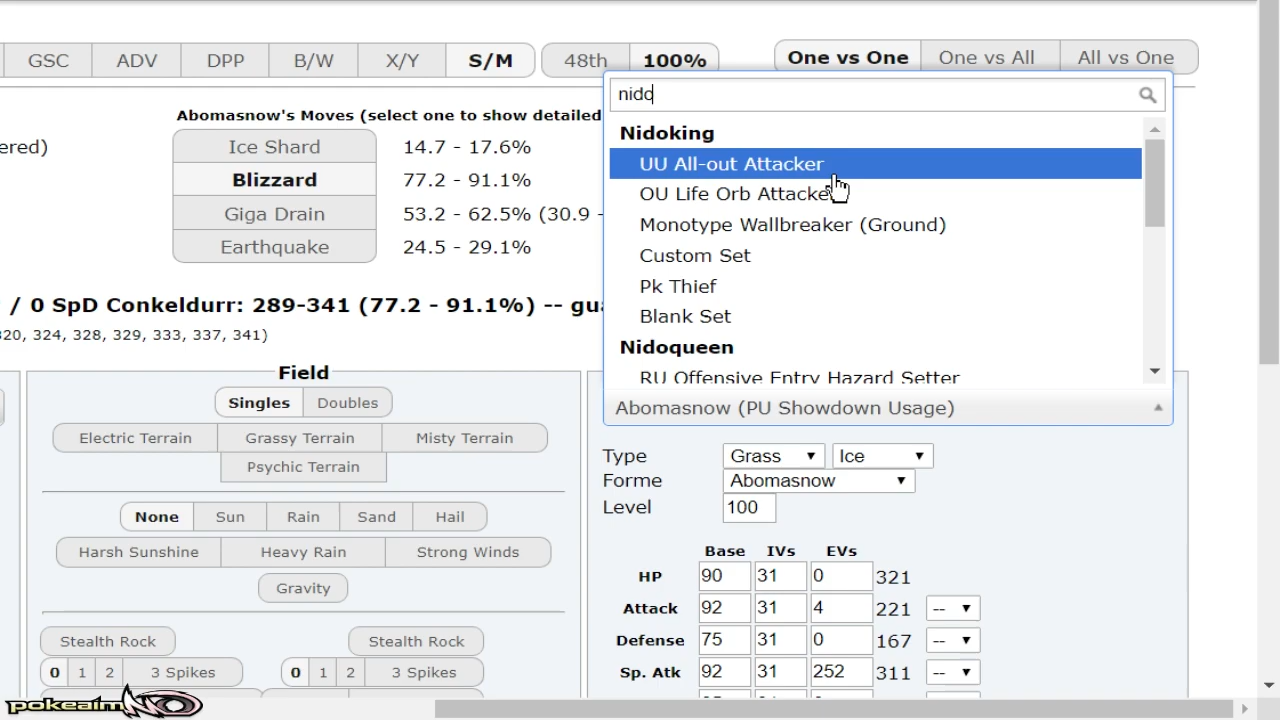 GSC ADV DPP B/W X/Y S/M 48th 100% One vs One One vs All All vs One
nido
Abomasnow's Moves (select one to show detailed
ered) Ice Shard 14.7 - 17.6%
Blizzard 77.2 - 91.1%
Giga Drain 53.2 - 62.5% (30.9 -
Earthquake 24.5 - 29.1%
Nidoking
UU All-out Attacker
OU Life Orb Attacke
Monotype Wallbreaker (Ground)
Custom Set
Pk Thief
Blank Set
Nidoqueen
RU Offensive Entry Hazard Setter
Abomasnow (PU Showdown Usage)
/ 0 SpD Conkeldurr: 289-341 (77.2 - 91.1%) -- gua
320, 324, 328, 329, 333, 337, 341)
Field
Singles Doubles
Electric Terrain Grassy Terrain Misty Terrain
Psychic Terrain
None Sun Rain Sand Hail
Harsh Sunshine Heavy Rain Strong Winds
Gravity
Stealth Rock Stealth Rock
0 1 2 3 Spikes 0 1 2 3 Spikes
Type Grass Ice
Forme Abomasnow
Level 100
Base IVs EVs
HP 90 31 0 321
Attack 92 31 4 221 --
Defense 75 31 0 167 --
Sp. Atk 92 31 252 311 --
pokeaimMD